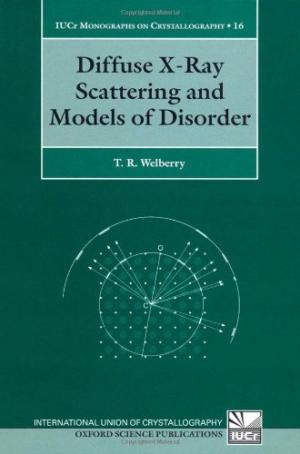 IUCr Monographs on Crystallography • 16
Diffuse X-Ray
Scattering and
Models of Disorder
T. R. Welberry
O
C
INTERNATIONAL UNION OF CRYSTALLOGRAPHY
OXFORD SCIENCE PUBLICATIONS
IUCr